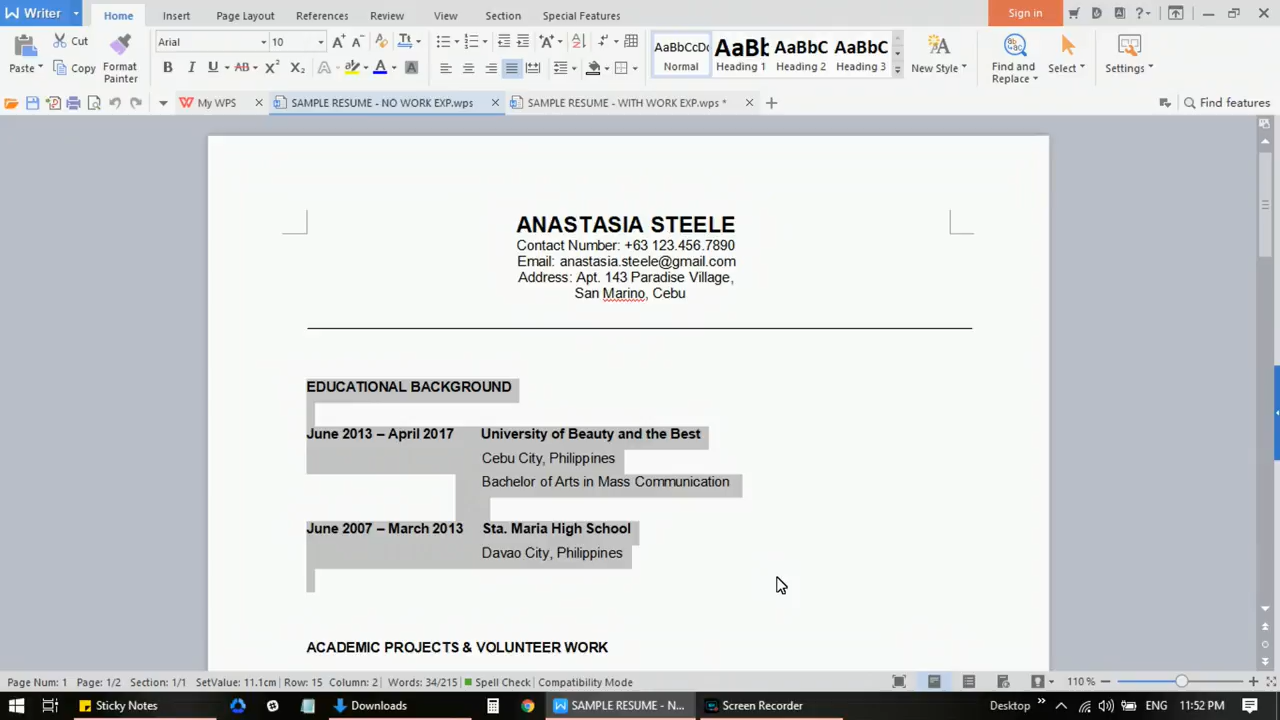 Writer
Home Insert Page Layout References Review View Section Special Features Sign in
Cut
Paste Copy Format Painter
Arial 10
AaBbCcDc AaBb AaBbC AaBbC
Normal Heading 1 Heading 2 Heading 3 New Style Find and Replace Select Settings
My WPS SAMPLE RESUME - NO WORK EXP.wps SAMPLE RESUME - WITH WORK EXP.wps * Find features
ANASTASIA STEELE
Contact Number: +63 123.456.7890
Email: anastasia.steele@gmail.com
Address: Apt. 143 Paradise Village,
San Marino, Cebu
EDUCATIONAL BACKGROUND
June 2013 – April 2017 University of Beauty and the Best
Cebu City, Philippines
Bachelor of Arts in Mass Communication
June 2007 – March 2013 Sta. Maria High School
Davao City, Philippines
ACADEMIC PROJECTS & VOLUNTEER WORK
Page Num: 1 Page: 1/2 Section: 1/1 SetValue: 11.1cm Row: 15 Column: 2 Words: 34/215 Spell Check Compatibility Mode 110 %
Sticky Notes Downloads SAMPLE RESUME - N... Screen Recorder Desktop ENG 11:52 PM